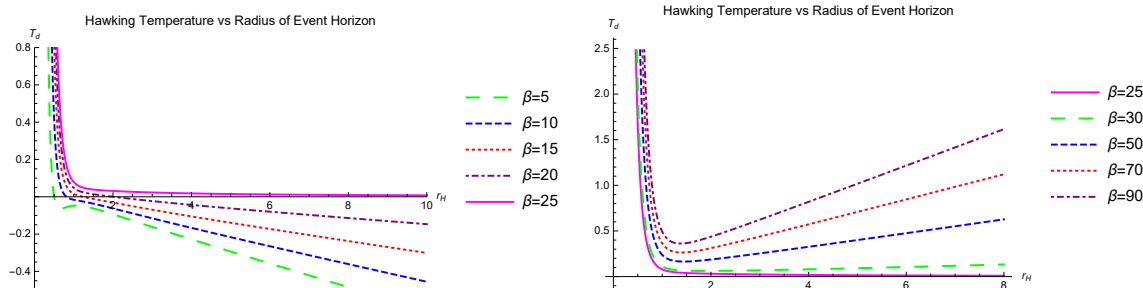 Hawking Temperature vs Radius of Event Horizon
T_d
0.8
0.6
0.4
0.2
-0.2
-0.4
2
4
6
8
10
r_H
β=5
β=10
β=15
β=20
β=25
Hawking Temperature vs Radius of Event Horizon
T_d
2.5
2.0
1.5
1.0
0.5
2
4
6
8
r_H
β=25
β=30
β=50
β=70
β=90